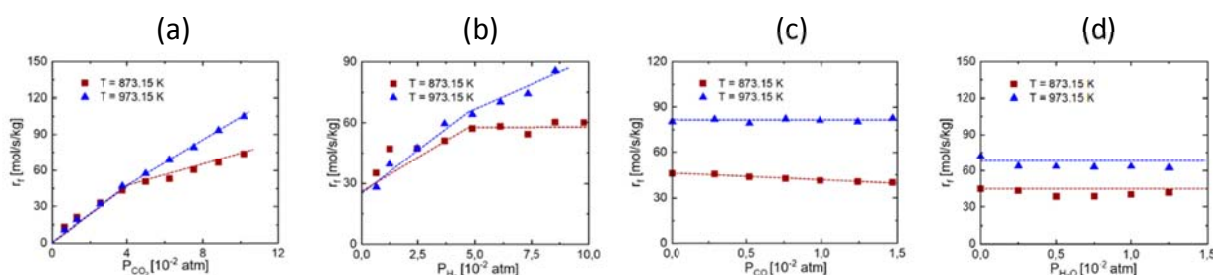 (a)
(b)
(c)
(d)
150
120
90
60
30
0
r_f [mol/s/kg]
T = 873.15 K
T = 973.15 K
0
4
8
12
P_CO₂ [10⁻² atm]
90
60
30
0
r_f [mol/s/kg]
T = 873.15 K
T = 973.15 K
0,0
2,5
5,0
7,5
10,0
P_H₂ [10⁻² atm]
120
90
60
30
0
r_f [mol/s/kg]
T = 873.15 K
T = 973.15 K
0,0
0,5
1,0
1,5
P_CO [10⁻² atm]
150
120
90
60
30
0
r_f [mol/s/kg]
T = 873.15 K
T = 973.15 K
0,0
0,5
1,0
1,5
P_H₂O [10⁻² atm]